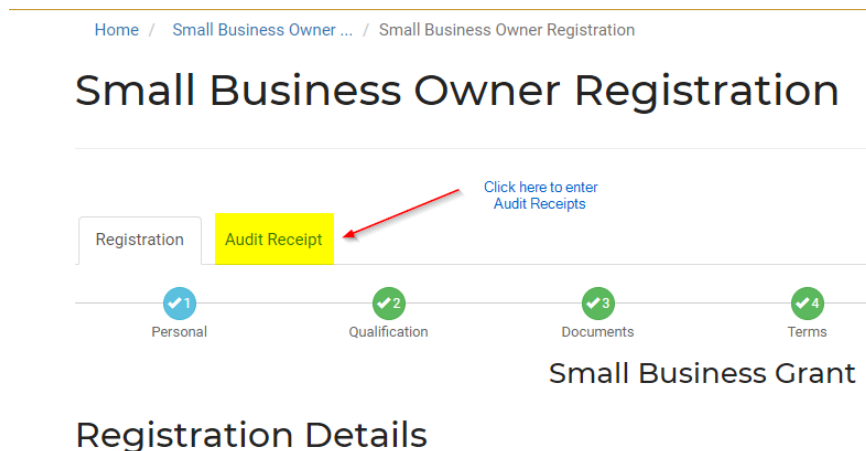 Home / Small Business Owner ... / Small Business Owner Registration
Small Business Owner Registration
Click here to enter
Audit Receipts
Registration Audit Receipt
1 2 3 4
Personal Qualification Documents Terms
Small Business Grant
Registration Details